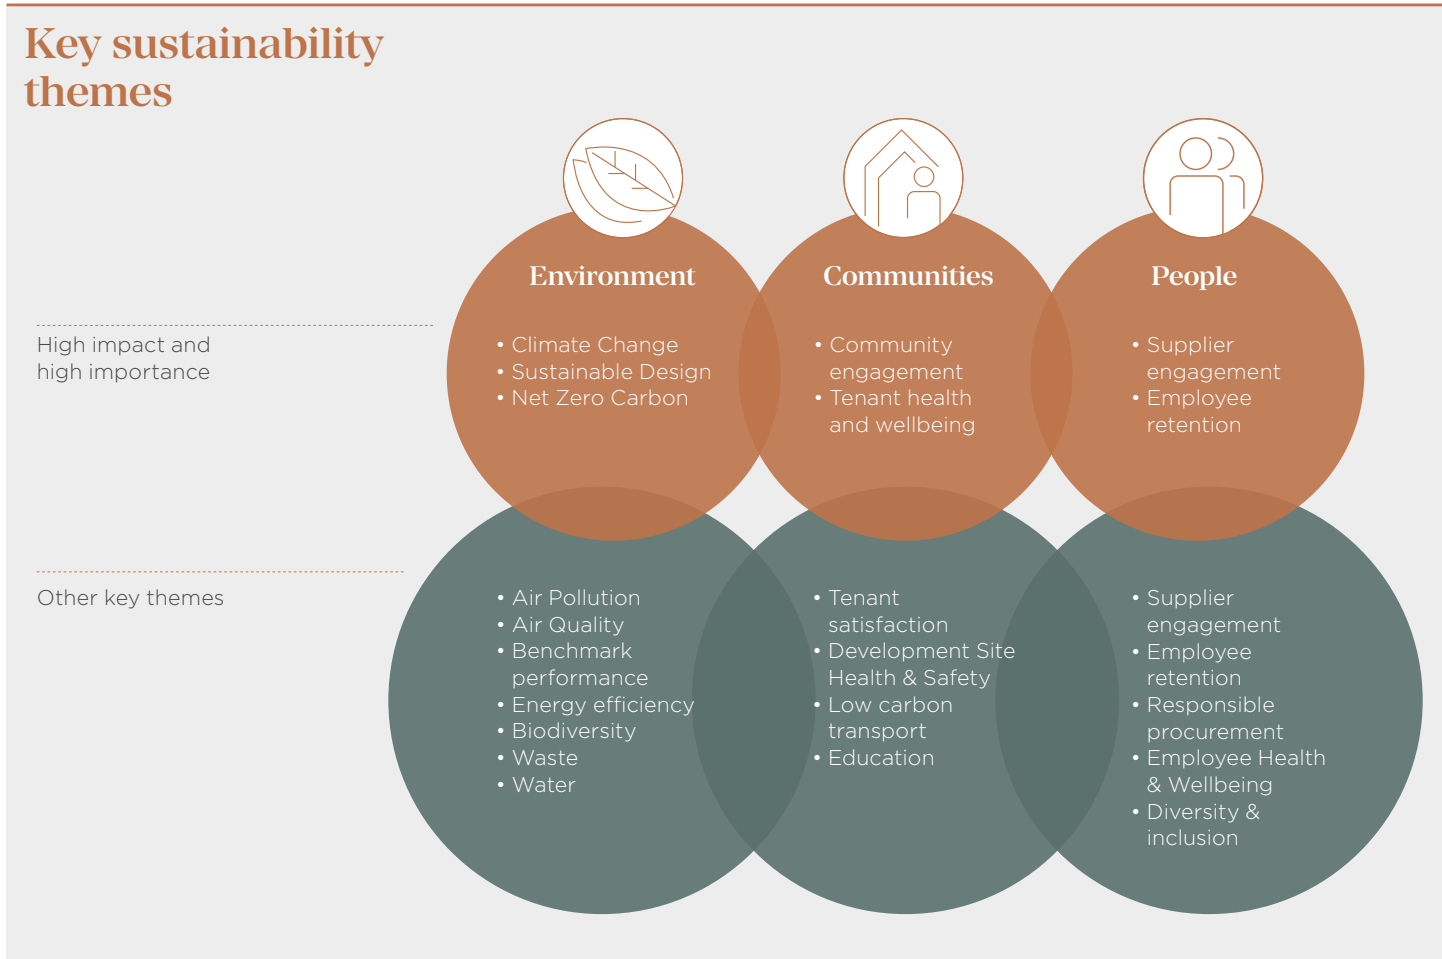 Key sustainability
themes
High impact and
high importance
Environment
• Climate Change
• Sustainable Design
• Net Zero Carbon
Communities
• Community
engagement
• Tenant health
and wellbeing
People
• Supplier
engagement
• Employee
retention
Other key themes
• Air Pollution
• Air Quality
• Benchmark
performance
• Energy efficiency
• Biodiversity
• Waste
• Water
• Tenant
satisfaction
• Development Site
Health & Safety
• Low carbon
transport
• Education
• Supplier
engagement
• Employee
retention
• Responsible
procurement
• Employee Health
& Wellbeing
• Diversity &
inclusion